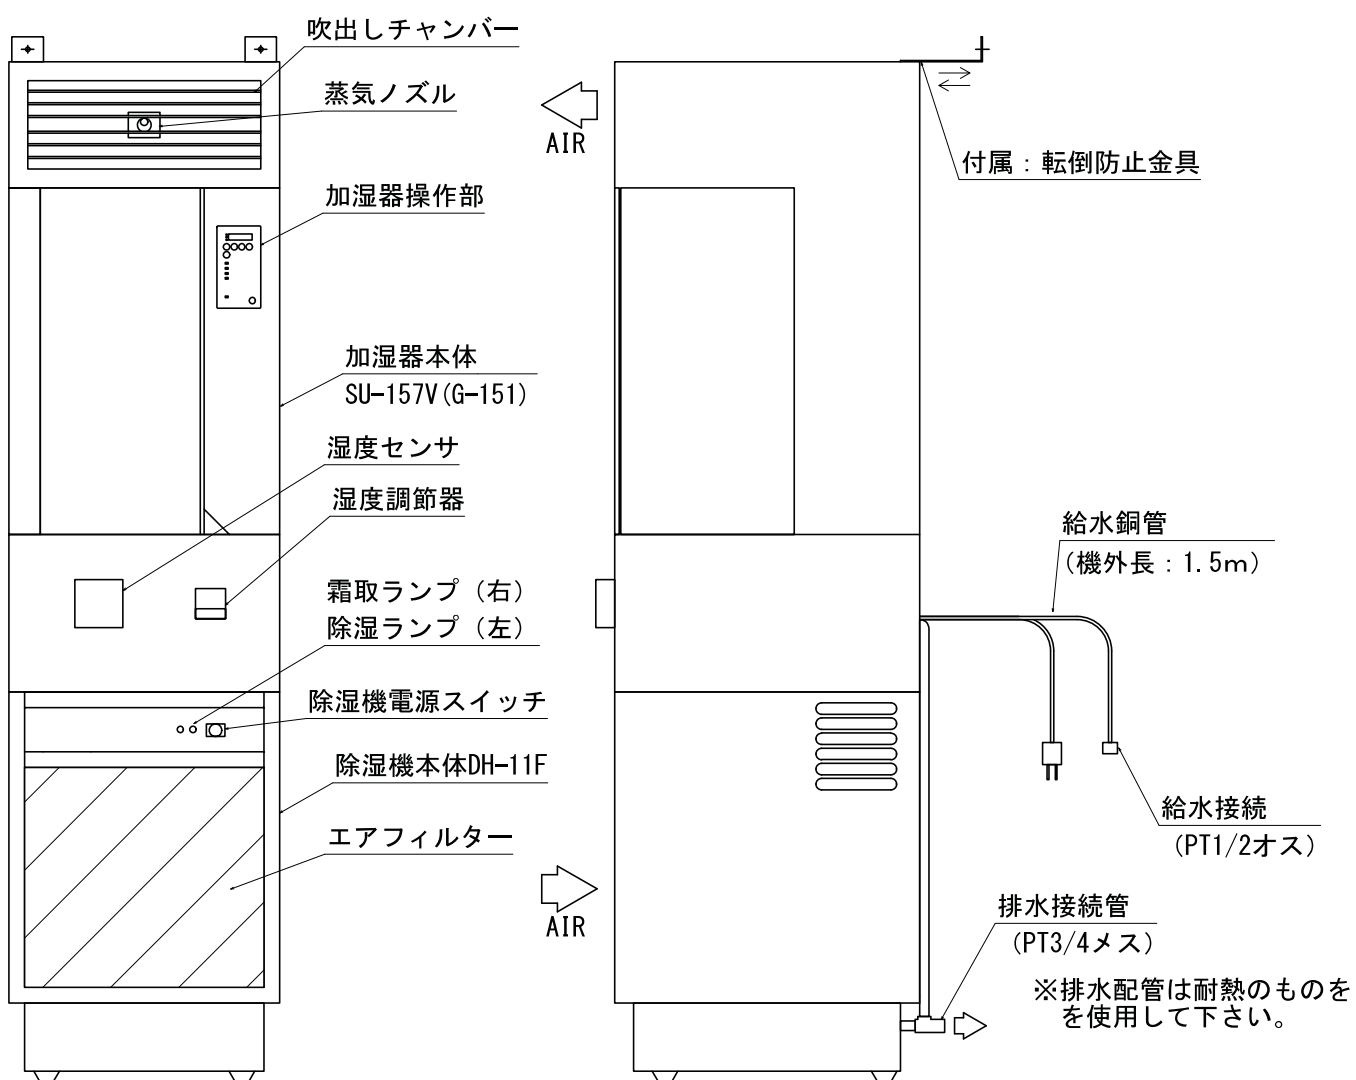 吹出しチャンバー
蒸気ノズル
加湿器操作部
加湿器本体
SU-157V(G-151)
湿度センサ
湿度調節器
霜取ランプ（右）
除湿ランプ（左）
除湿機電源スイッチ
除湿機本体DH-11F
エアフィルター
AIR
AIR
付属：転倒防止金具
給水銅管
(機外長：1.5m)
給水接続
(PT1/2オス)
排水接続管
(PT3/4メス)
※排水配管は耐熱のものを
を使用して下さい。